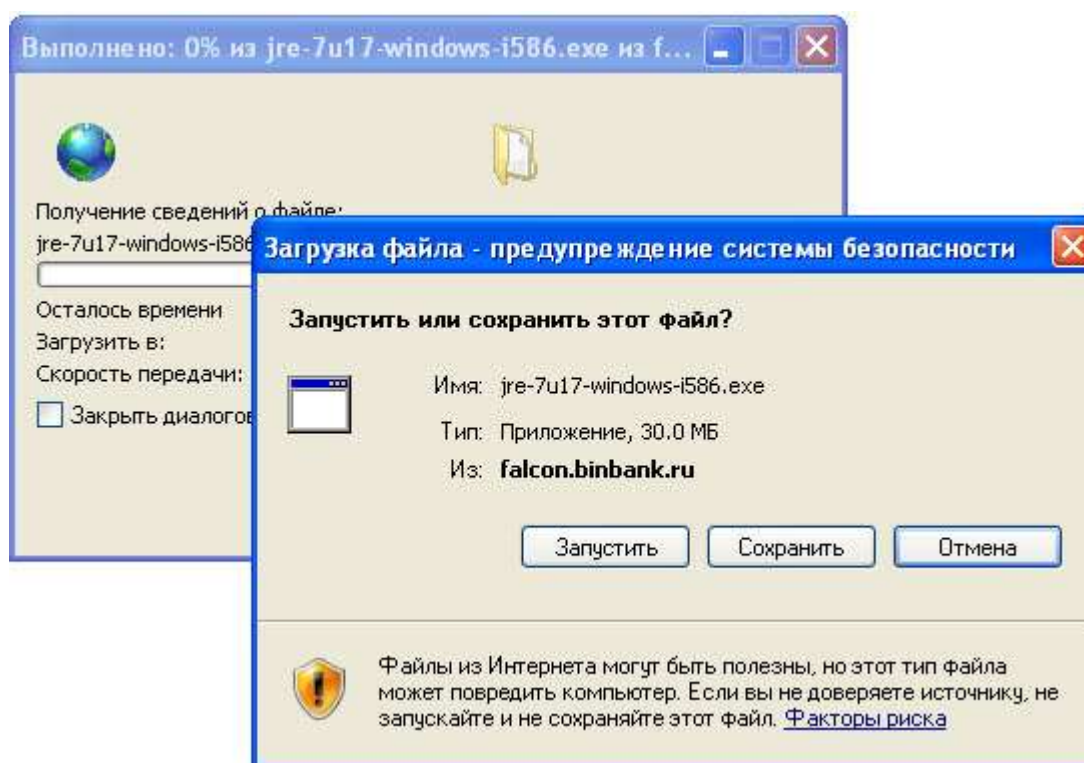 Выполнено: 0% из jre-7u17-windows-i586.exe из f...
Получение сведений о файле:
jre-7u17-windows-i586
Осталось времени
Загрузить в:
Скорость передачи:
Закрыть диалогов
Загрузка файла - предупреждение системы безопасности
Запустить или сохранить этот файл?
Имя: jre-7u17-windows-i586.exe
Тип: Приложение, 30.0 МБ
Из: falcon.binbank.ru
Запустить Сохранить Отмена
Файлы из Интернета могут быть полезны, но этот тип файла
может повредить компьютер. Если вы не доверяете источнику, не
запускайте и не сохраняйте этот файл. Факторы риска